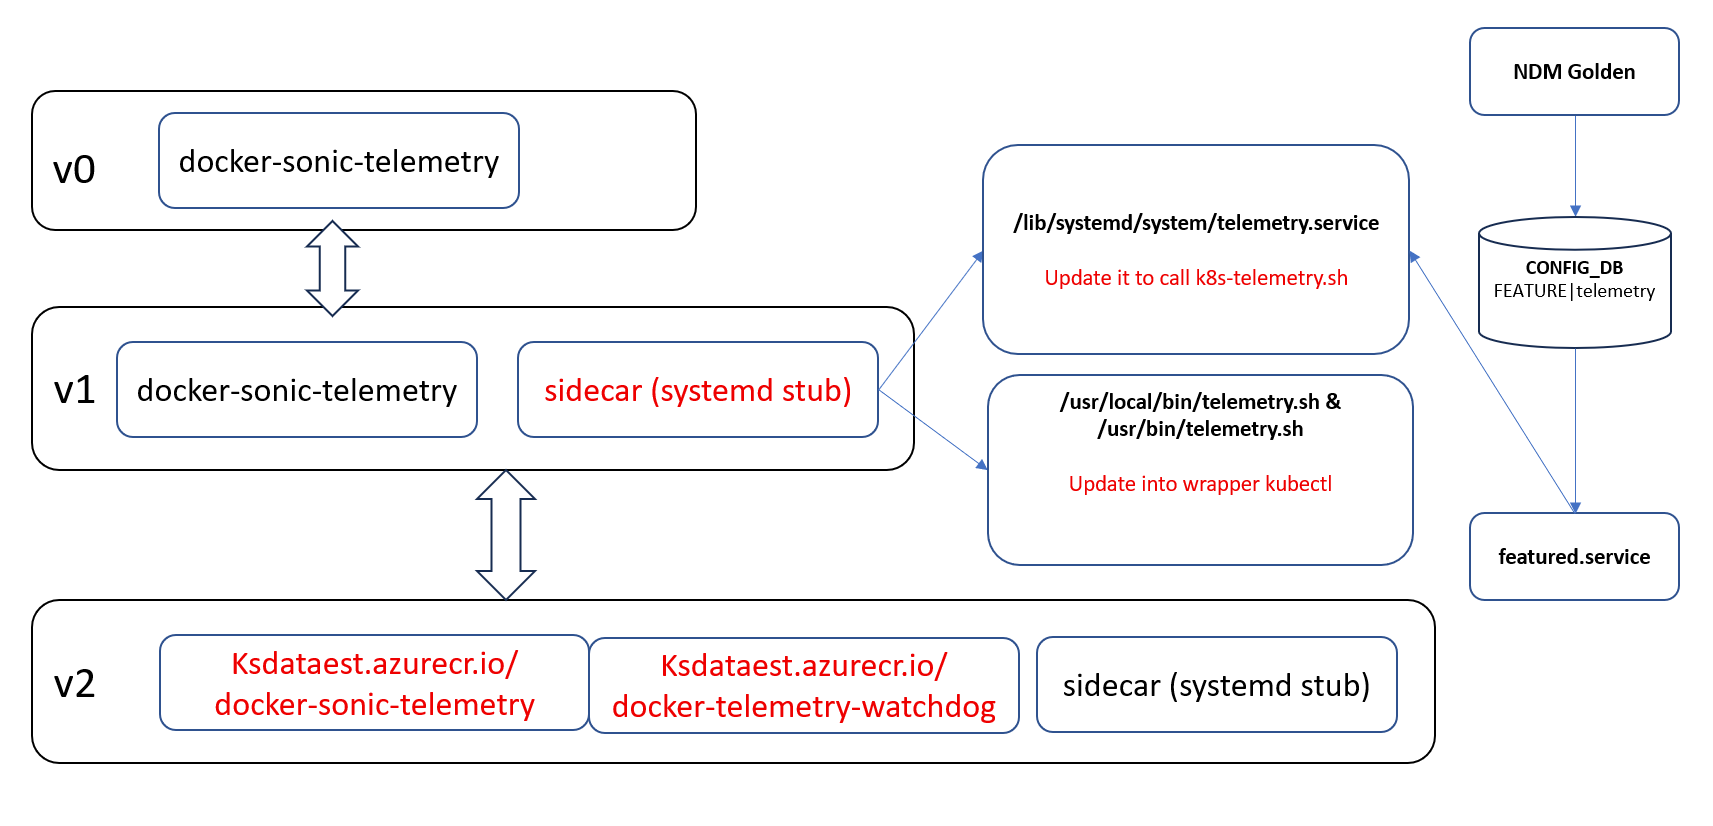 NDM Golden
v0
docker-sonic-telemetry
/lib/systemd/system/telemetry.service
Update it to call k8s-telemetry.sh
CONFIG_DB
FEATURE|telemetry
v1
docker-sonic-telemetry
sidecar (systemd stub)
/usr/local/bin/telemetry.sh &
/usr/bin/telemetry.sh
Update into wrapper kubectl
featured.service
v2
Ksdataest.azurecr.io/
docker-sonic-telemetry
Ksdataest.azurecr.io/
docker-telemetry-watchdog
sidecar (systemd stub)